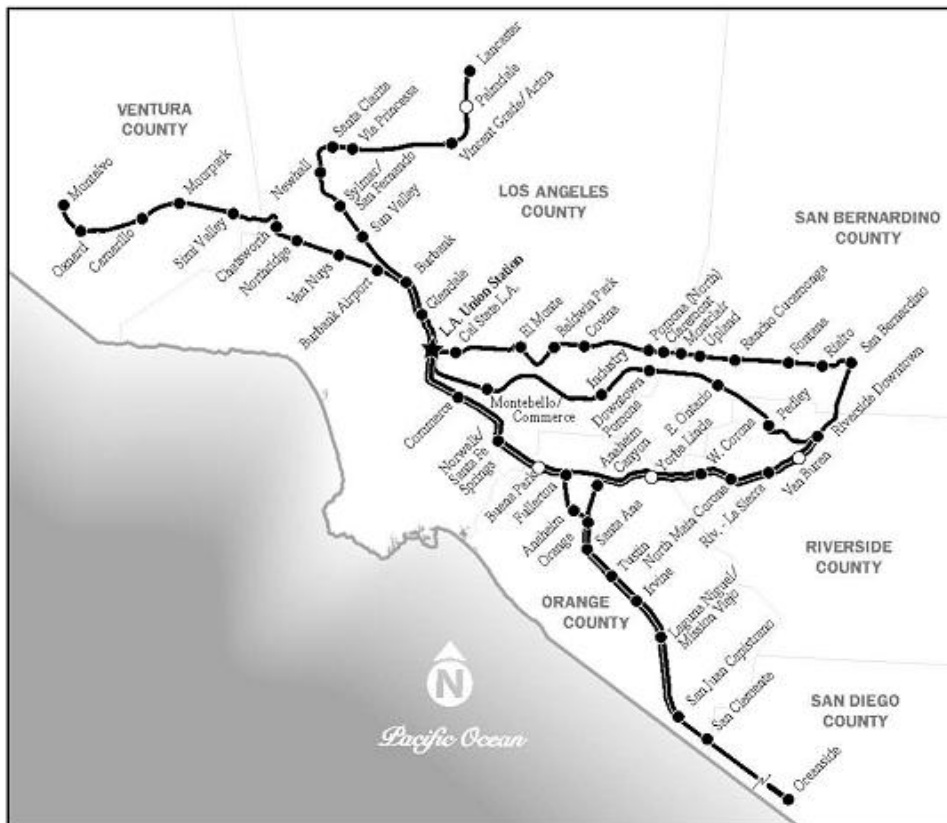 VENTURA
COUNTY
LOS ANGELES
COUNTY
SAN BERNARDINO
COUNTY
Lancaster
Palmdale
Vincent Grade/Acton
Via Princessa
Santa Clarita
Newhall
Sylmar/
San Fernando
Sun Valley
Montalvo
Oxnard
Camarillo
Moorpark
Simi Valley
Chatsworth
Northridge
Van Nuys
Burbank Airport
Burbank
Glendale
L.A. Union Station
Cal State L.A.
El Monte
Baldwin Park
Covina
Pomona (North)
Claremont
Montclair
Upland
Rancho Cucamonga
Fontana
Rialto
San Bernardino
Montebello/
Commerce
Industry
Downtown
Pomona
E. Ontario
Pedley
Riverside Downtown
Commerce
Norwalk/
Santa Fe
Springs
Buena Park
Fullerton
Anaheim
Canyon
Yorba Linda
W. Corona
North Main Corona
Riv. - La Sierra
Van Buren
Anaheim
Orange
Santa Ana
Tustin
Irvine
Laguna Niguel/
Mission Viejo
San Juan Capistrano
San Clemente
Oceanside
RIVERSIDE
COUNTY
ORANGE
COUNTY
SAN DIEGO
COUNTY
N
Pacific Ocean